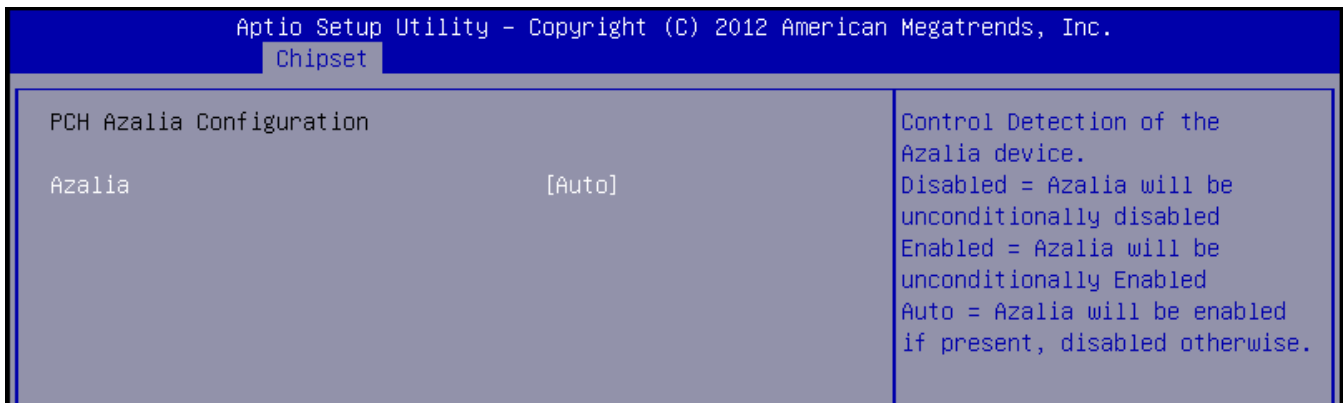 Aptio Setup Utility – Copyright (C) 2012 American Megatrends, Inc.
Chipset
PCH Azalia Configuration
Azalia [Auto]
Control Detection of the
Azalia device.
Disabled = Azalia will be
unconditionally disabled
Enabled = Azalia will be
unconditionally Enabled
Auto = Azalia will be enabled
if present, disabled otherwise.